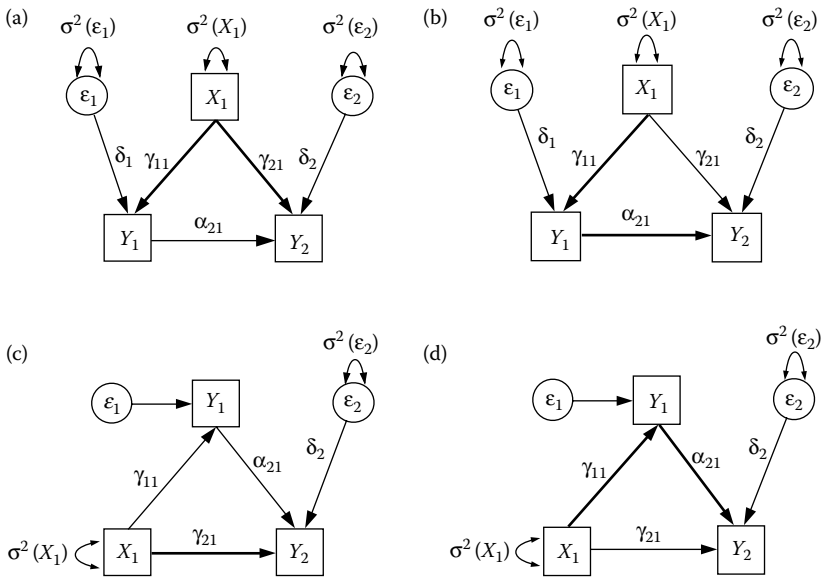 (a)
σ² (ε₁)
σ² (X₁)
σ² (ε₂)
ε₁
X₁
ε₂
δ₁
γ₁₁
γ₂₁
δ₂
Y₁
α₂₁
Y₂
(b)
σ² (ε₁)
σ² (X₁)
σ² (ε₂)
ε₁
X₁
ε₂
δ₁
γ₁₁
γ₂₁
δ₂
Y₁
α₂₁
Y₂
(c)
σ² (ε₂)
ε₁
Y₁
ε₂
γ₁₁
α₂₁
δ₂
σ² (X₁)
X₁
γ₂₁
Y₂
(d)
σ² (ε₂)
ε₁
Y₁
ε₂
γ₁₁
α₂₁
δ₂
σ² (X₁)
X₁
γ₂₁
Y₂